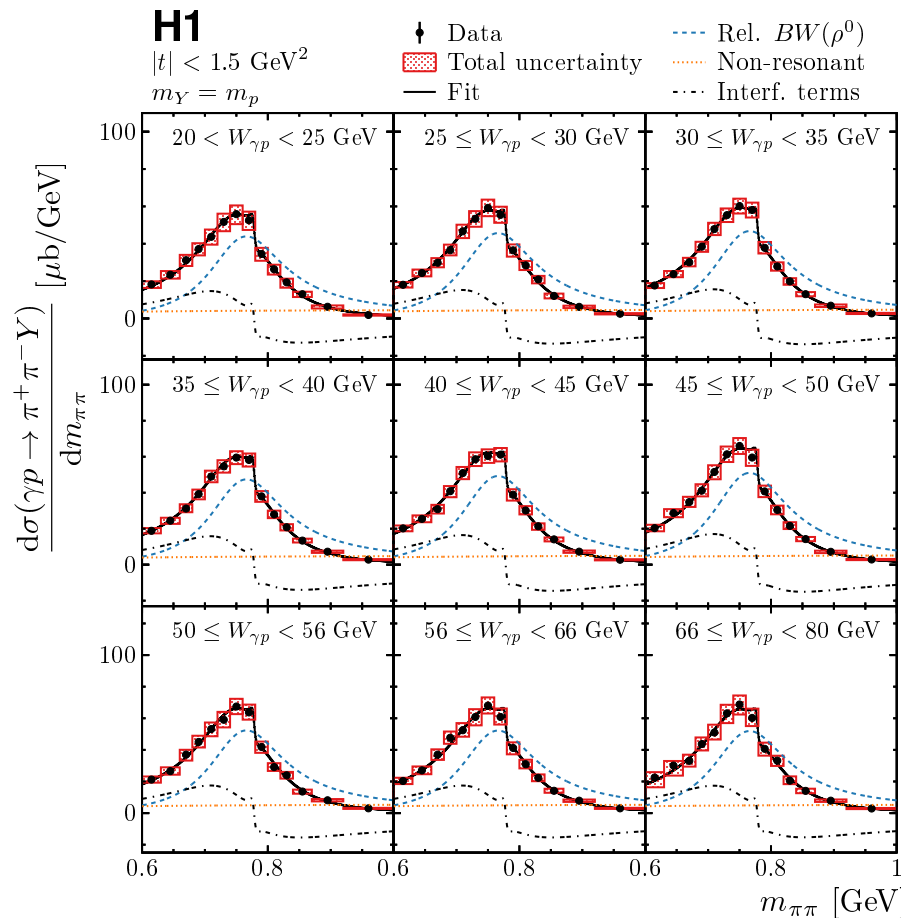 H1
|t| < 1.5 GeV²
m_Y = m_p
Data
Total uncertainty
Fit
Rel. BW(ρ⁰)
Non-resonant
Interf. terms
dσ(γp → π⁺π⁻Y)
dm_ππ
[μb/GeV]
100
0
20 < W_γp < 25 GeV
25 ≤ W_γp < 30 GeV
30 ≤ W_γp < 35 GeV
100
0
35 ≤ W_γp < 40 GeV
40 ≤ W_γp < 45 GeV
45 ≤ W_γp < 50 GeV
100
0
50 ≤ W_γp < 56 GeV
56 ≤ W_γp < 66 GeV
66 ≤ W_γp < 80 GeV
0.6 0.8 0.6 0.8 0.6 0.8 1
m_ππ [GeV]